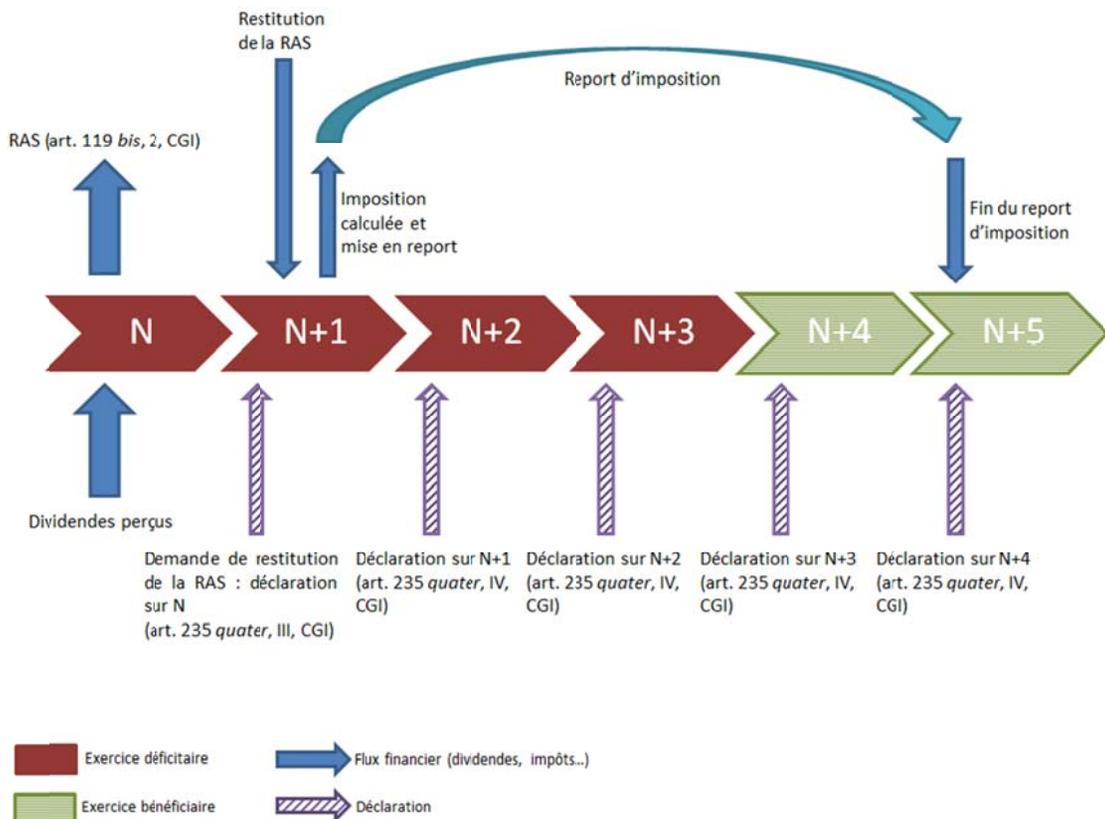 Restitution
de la RAS
Report d’imposition
RAS (art. 119 bis, 2, CGI)
Imposition
calculée et
mise en report
Fin du report
d’imposition
N
N+1
N+2
N+3
N+4
N+5
Dividendes perçus
Demande de restitution
de la RAS : déclaration
sur N
(art. 235 quater, III, CGI)
Déclaration sur N+1
(art. 235 quater, IV,
CGI)
Déclaration sur N+2
(art. 235 quater, IV,
CGI)
Déclaration sur N+3
(art. 235 quater, IV,
CGI)
Déclaration sur N+4
(art. 235 quater, IV,
CGI)
Exercice déficitaire
Flux financier (dividendes, impôts...)
Exercice bénéficiaire
Déclaration